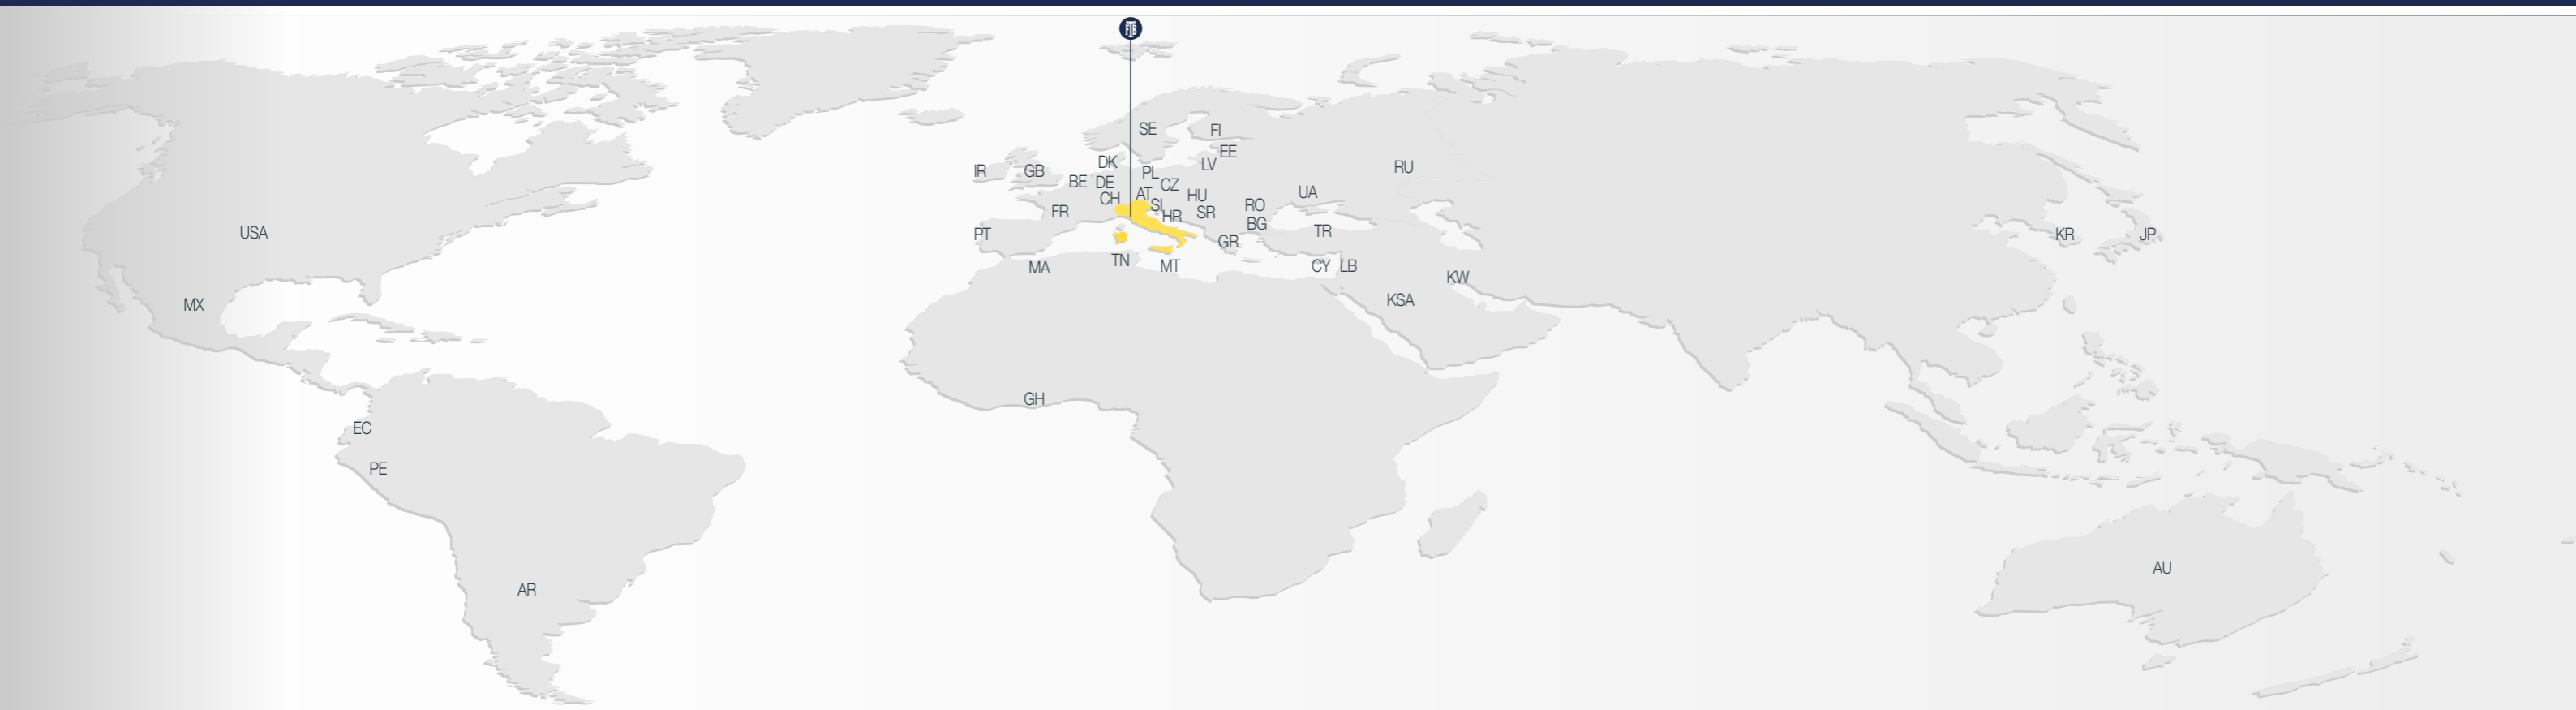 FTB
SE
FI
EE
DK
LV
RU
IR
GB
PL
BE
DE
CZ
CH
AT
HU
UA
SI
RO
FR
SR
HR
BG
USA
PT
TR
KR
JP
GR
TN
MT
CY
LB
MA
KW
KSA
MX
GH
EC
PE
AU
AR